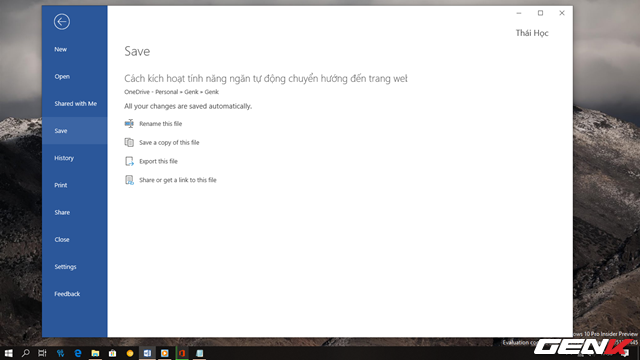 Thái Học
New
Open
Shared with Me
Save
History
Print
Share
Close
Settings
Feedback
Save
Cách kích hoạt tính năng ngăn tự động chuyển hướng đến trang web
OneDrive - Personal » Genk » Genk
All your changes are saved automatically.
Rename this file
Save a copy of this file
Export this file
Share or get a link to this file
10 Pro Insider Preview
Evaluation
GENK